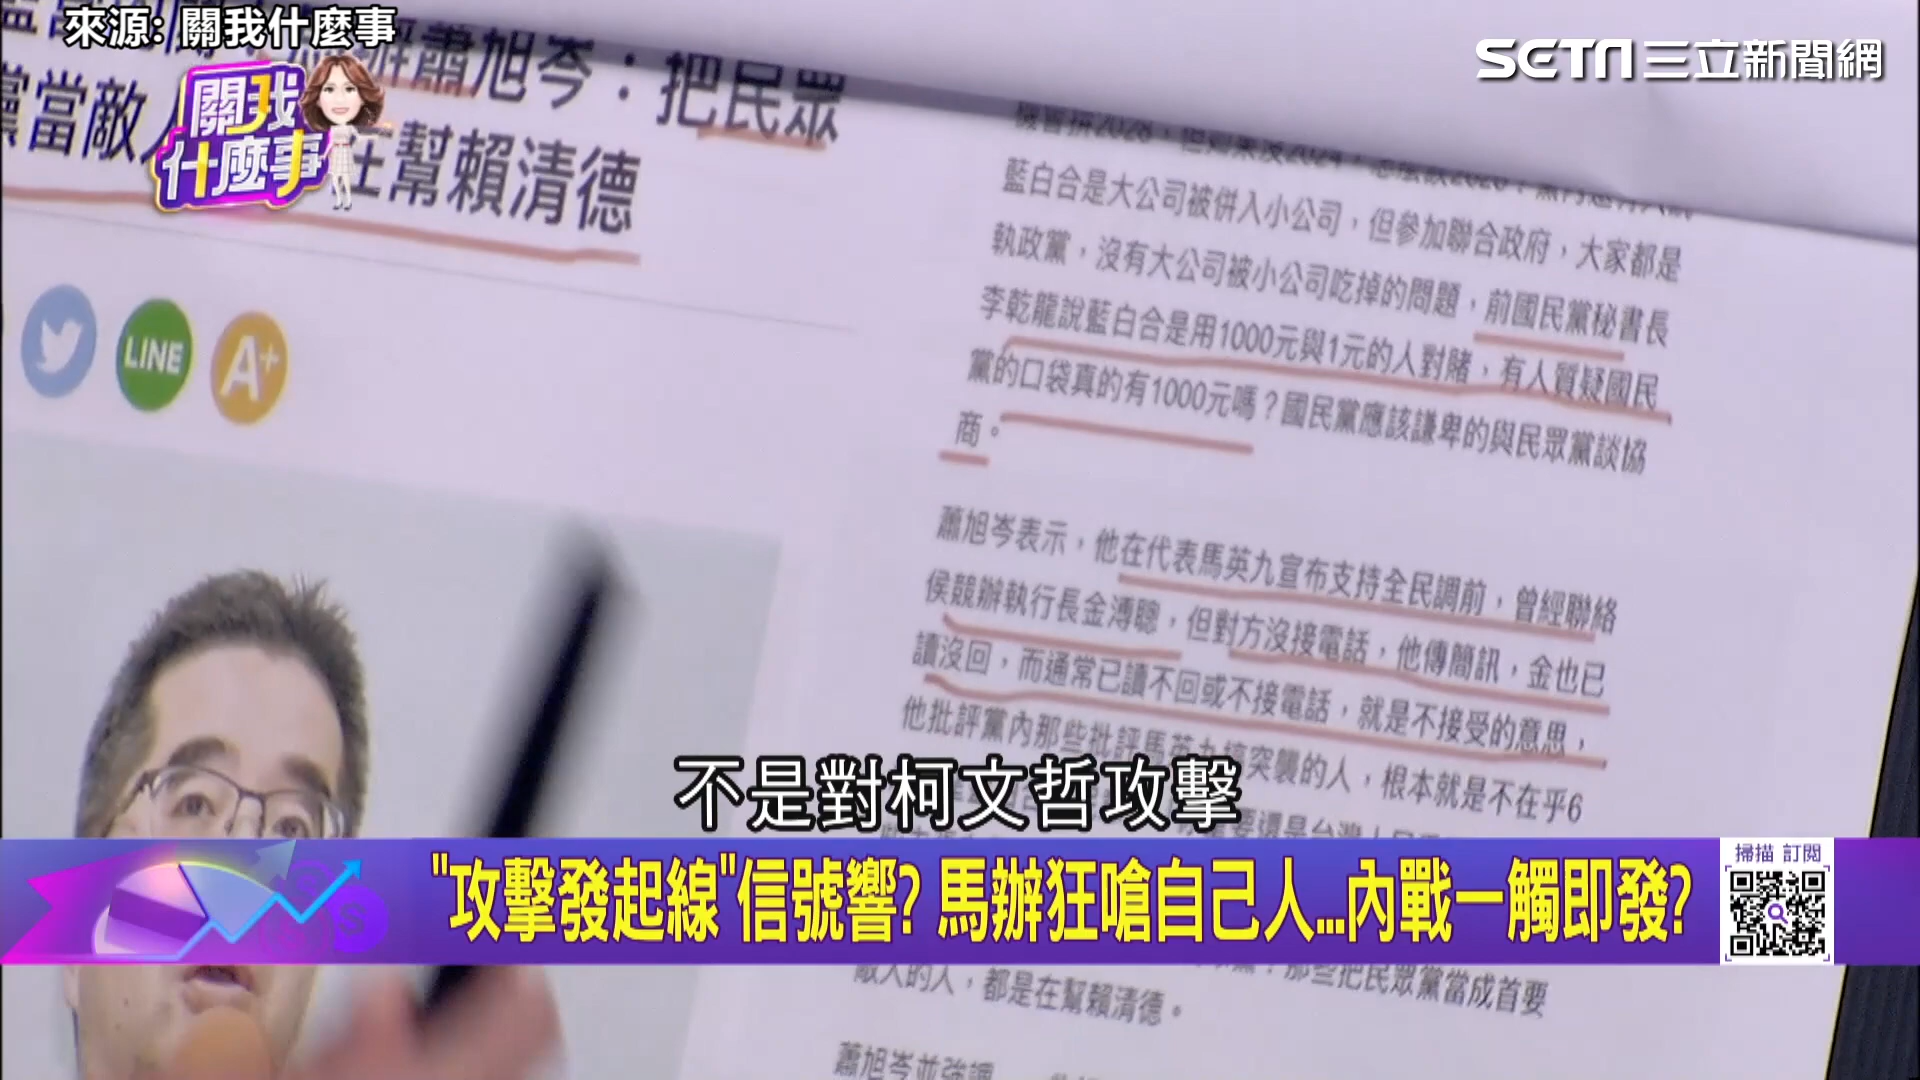 來源: 關我什麼事
SETN 三立新聞網
關我
什麼事
辦蕭旭岑：把民眾
黨當敵人
在幫賴清德
LINE
A+
藍白合是大公司被併入小公司，但參加聯合政府，大家都是
執政黨，沒有大公司被小公司吃掉的問題，前國民黨秘書長
李乾龍說藍白合是用1000元與1元的人對賭，有人質疑國民
黨的口袋真的有1000元嗎？國民黨應該謙卑的與民眾黨談協
商。
蕭旭岑表示，他在代表馬英九宣布支持全民調前，曾經聯絡
侯競辦執行長金溥聰，但對方沒接電話，他傳簡訊，金也已
讀沒回，而通常已讀不回或不接電話，就是不接受的意思，
他批評黨內那些批評馬英九搞突襲的人，根本就是不在乎6
不是對柯文哲攻擊
"攻擊發起線"信號響? 馬辦狂嗆自己人...內戰一觸即發?
掃描 訂閱
那些把民眾黨當成首要
敵人的人，都是在幫賴清德。
蕭旭岑並強調